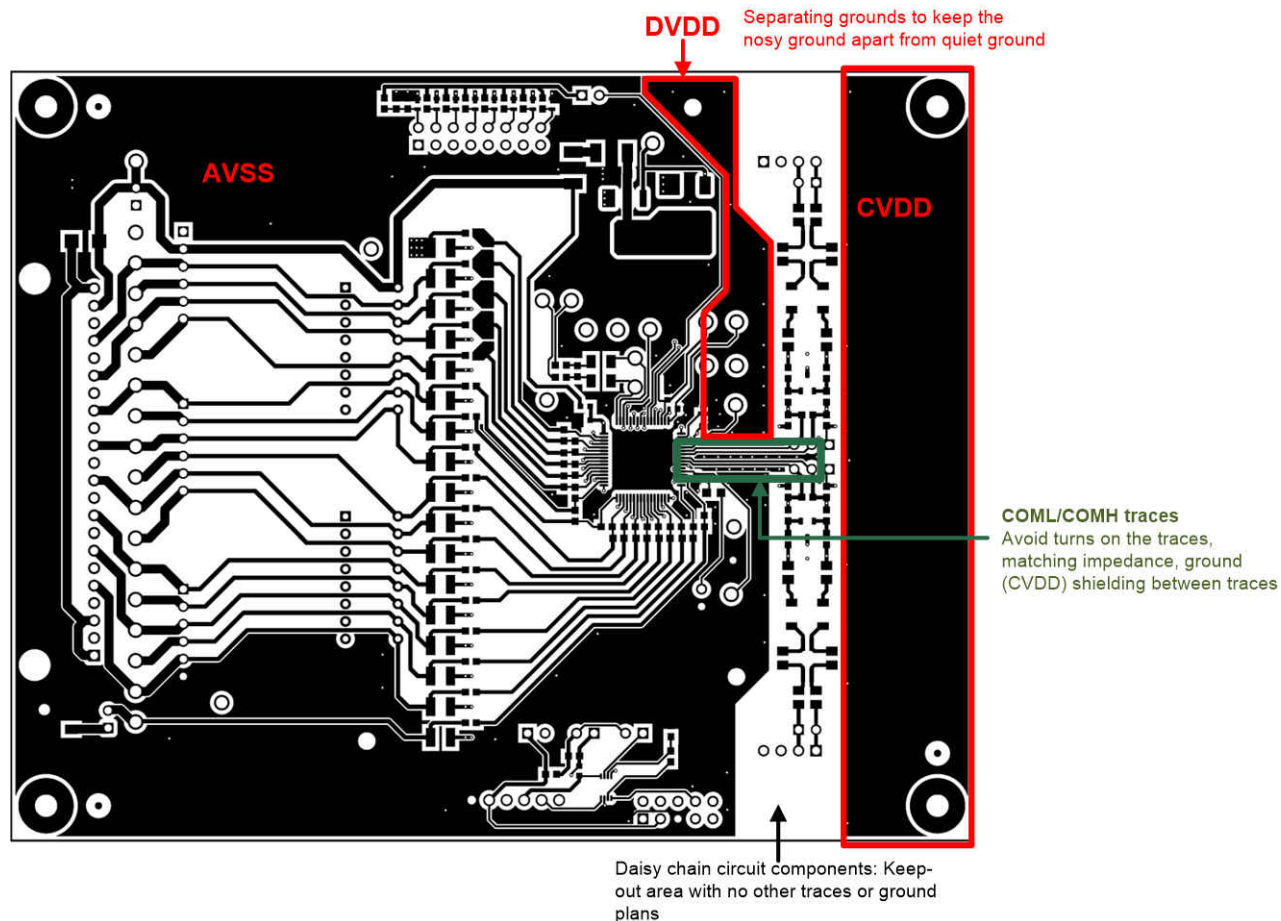 DVDD
Separating grounds to keep the
nosy ground apart from quiet ground
AVSS
CVDD
COML/COMH traces
Avoid turns on the traces,
matching impedance, ground
(CVDD) shielding between traces
Daisy chain circuit components: Keep-
out area with no other traces or ground
plans